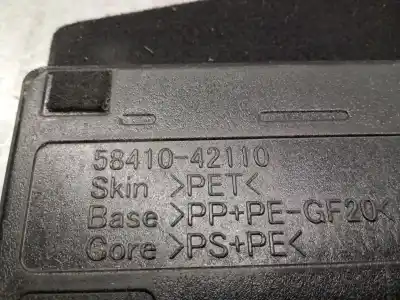 58410-42110
Skin >PET<
Base >PP+PE-GF20<
Core >PS+PE<